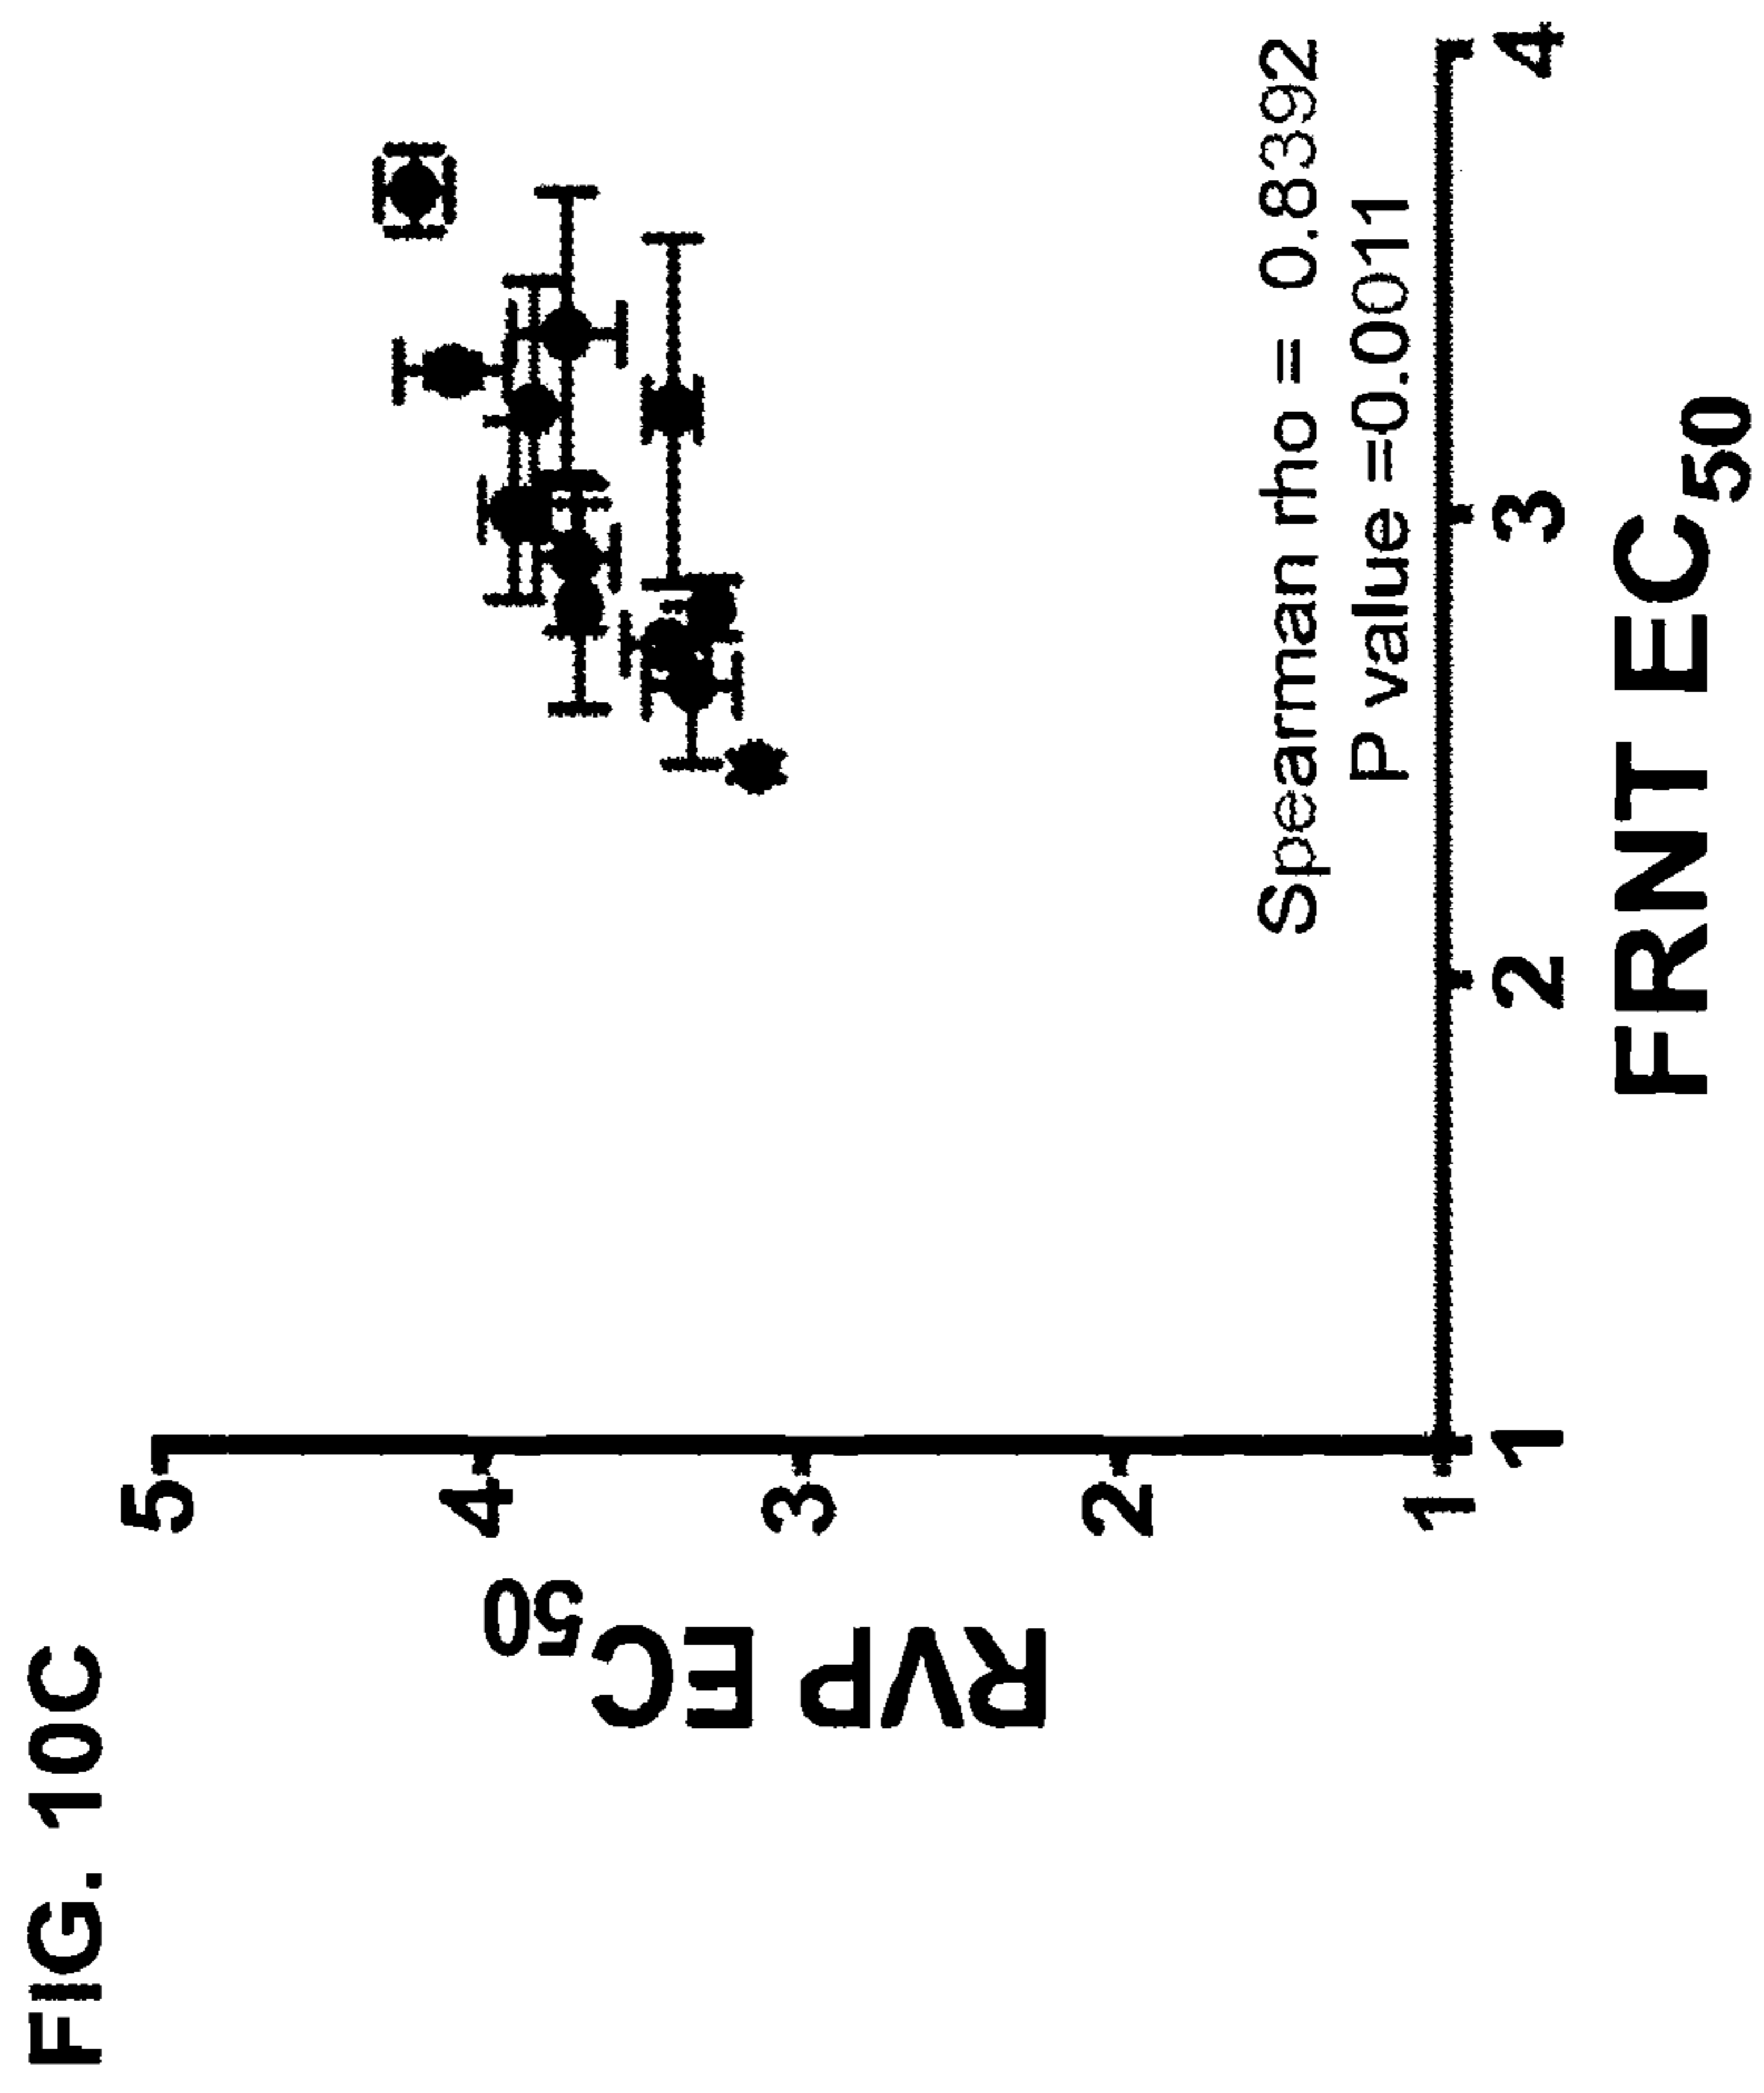 FIG. 10C
5
4
3
2
1
RVP EC50
Spearman rho = 0.8392
P value =0.0011
1
2
3
4
FRNT EC50